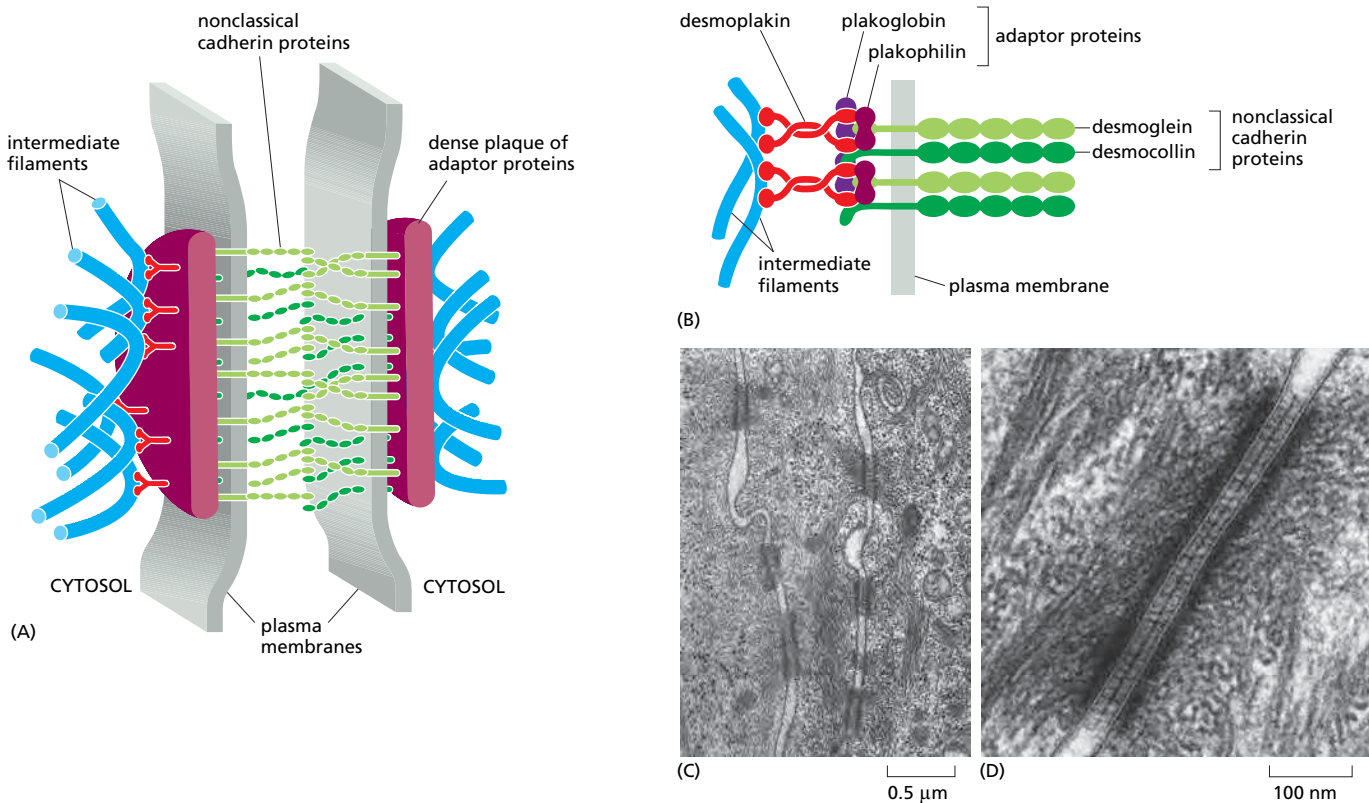 nonclassical
cadherin proteins
intermediate
filaments
dense plaque of
adaptor proteins
CYTOSOL
CYTOSOL
plasma
membranes
(A)
desmoplakin
plakoglobin
plakophilin
adaptor proteins
desmoglein
desmocollin
nonclassical
cadherin
proteins
intermediate
filaments
plasma membrane
(B)
(C)
0.5 μm
(D)
100 nm